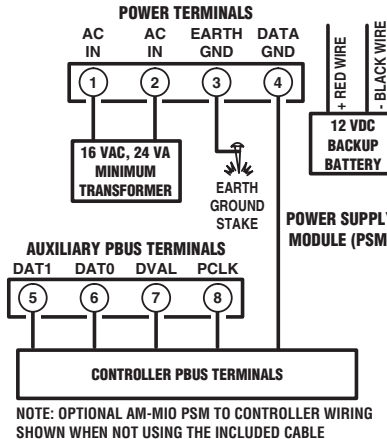 POWER TERMINALS
AC IN
AC IN
EARTH GND
DATA GND
1
2
3
4
+ RED WIRE
- BLACK WIRE
16 VAC, 24 VA
MINIMUM
TRANSFORMER
EARTH
GROUND
STAKE
12 VDC
BACKUP
BATTERY
POWER SUPPLY
MODULE (PSM
AUXILIARY PBUS TERMINALS
DAT1 DAT0 DVAL PCLK
5 6 7 8
CONTROLLER PBUS TERMINALS
NOTE: OPTIONAL AM-MIO PSM TO CONTROLLER WIRING
SHOWN WHEN NOT USING THE INCLUDED CABLE